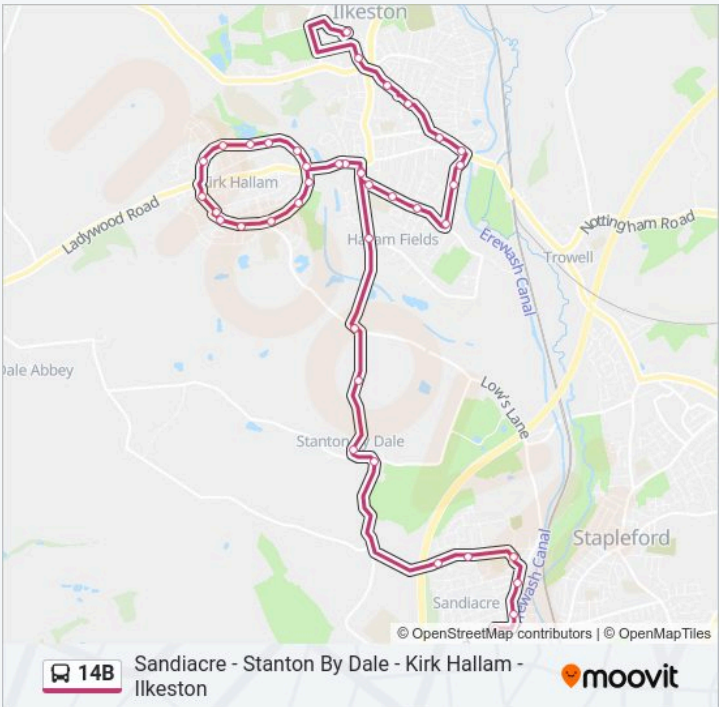 Ilkeston
Kirk Hallam
Ladywood Road
Hallam Fields
Nottingham Road
Trowell
Erewash Canal
Dale Abbey
Low's Lane
Stanton By Dale
Stapleford
Erewash Canal
Sandiacre
© OpenStreetMap contributors | © OpenMapTiles
14B
Sandiacre - Stanton By Dale - Kirk Hallam -
Ilkeston
moovit